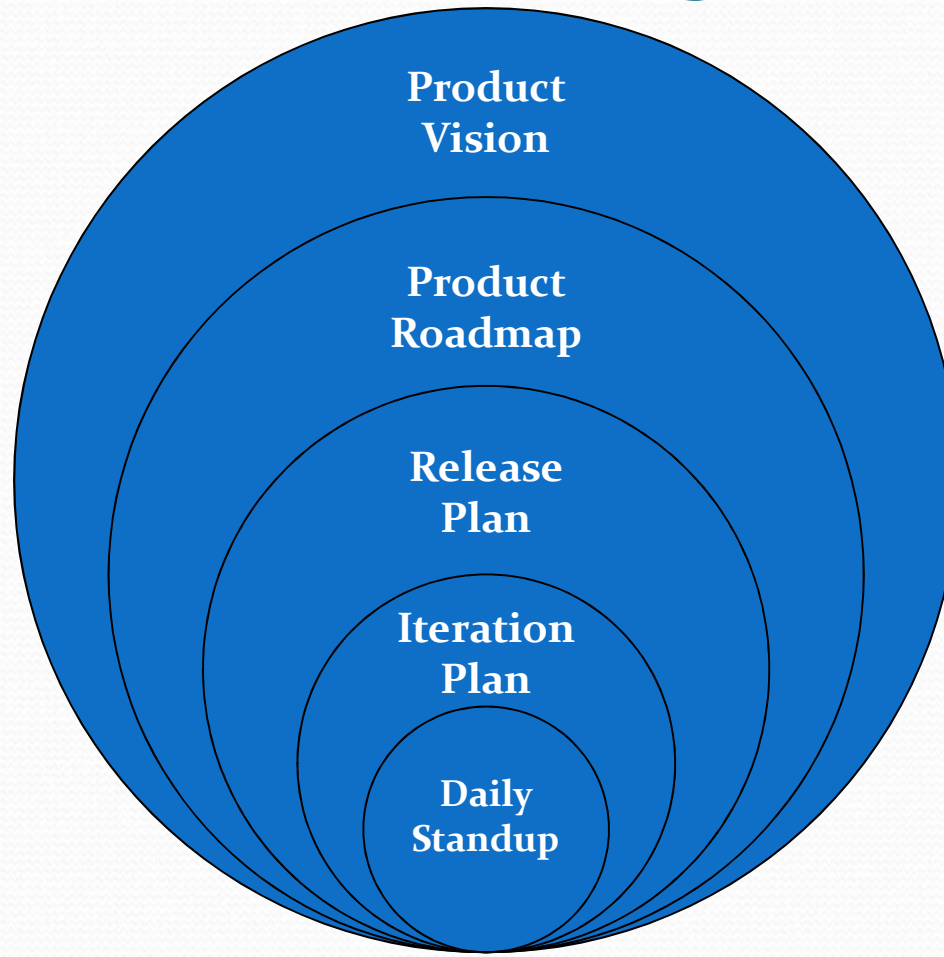 Product
Vision
Product
Roadmap
Release
Plan
Iteration
Plan
Daily
Standup